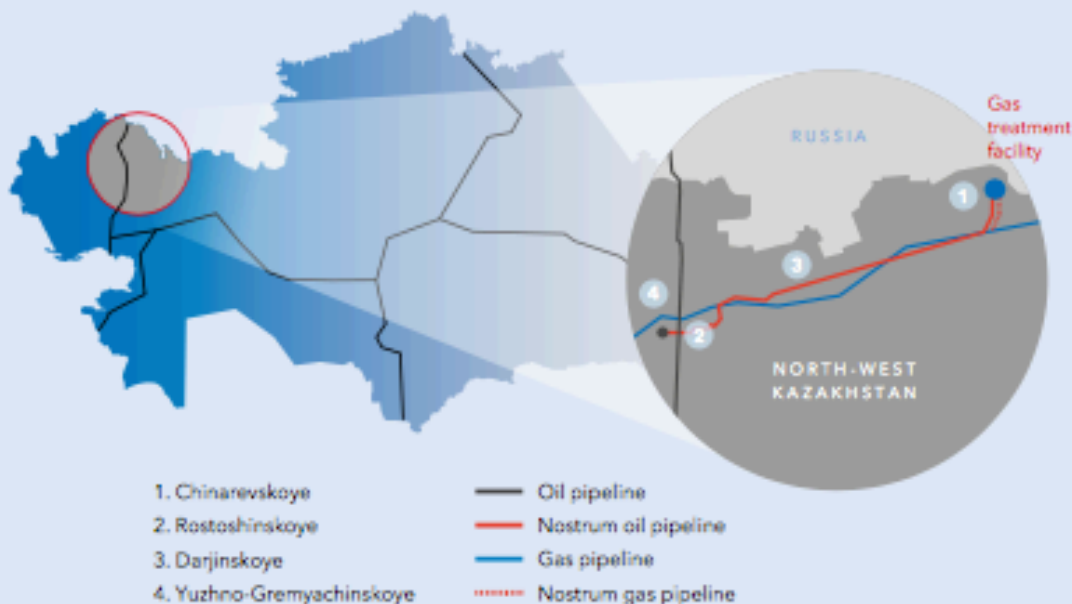 RUSSIA
Gas
treatment
facility
1
3
4
2
NORTH-WEST
KAZAKHSTAN
1. Chinarevskoye
2. Rostoshinskoye
3. Darjinskoye
4. Yuzhno-Gremyachinskoye
Oil pipeline
Nostrum oil pipeline
Gas pipeline
Nostrum gas pipeline